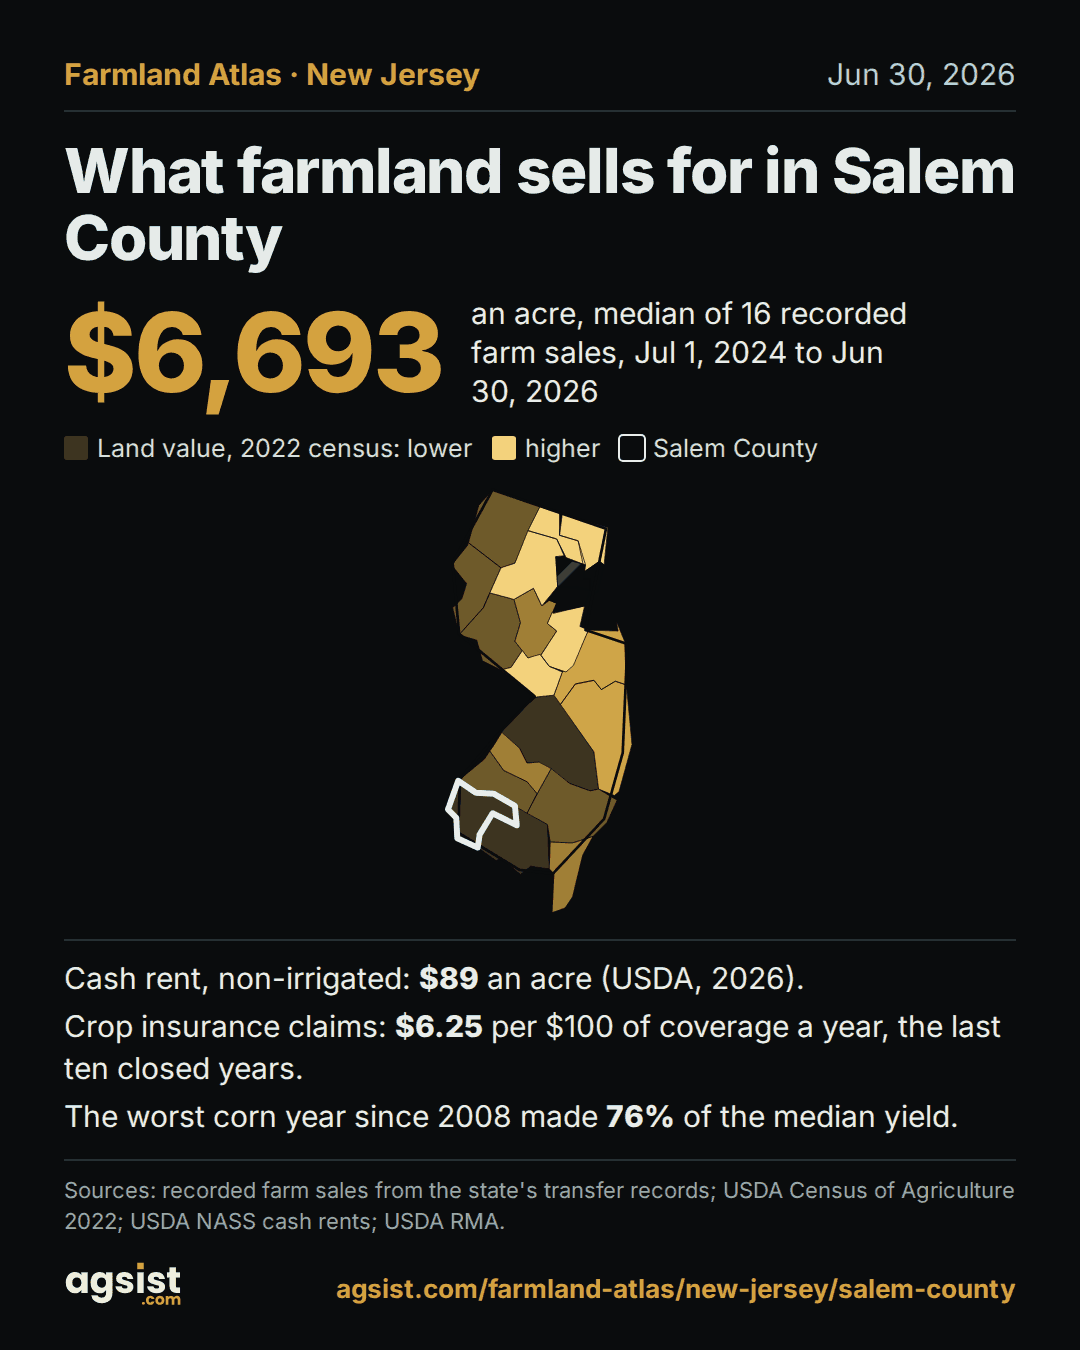 Farmland Atlas · New Jersey
Jun 30, 2026
What farmland sells for in Salem
County
$6,693
an acre, median of 16 recorded
farm sales, Jul 1, 2024 to Jun
30, 2026
Land value, 2022 census: lower
higher
Salem County
Cash rent, non-irrigated: $89 an acre (USDA, 2026).
Crop insurance claims: $6.25 per $100 of coverage a year, the last
ten closed years.
The worst corn year since 2008 made 76% of the median yield.
Sources: recorded farm sales from the state's transfer records; USDA Census of Agriculture
2022; USDA NASS cash rents; USDA RMA.
agsist
.com
agsist.com/farmland-atlas/new-jersey/salem-county